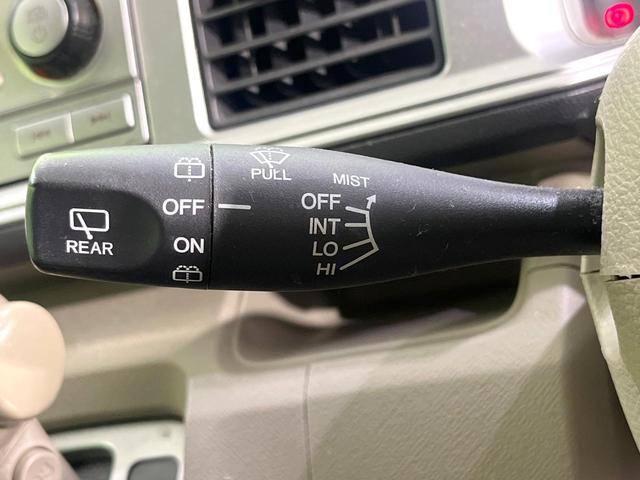 PULL
MIST
OFF
INT
LO
HI
OFF
ON
REAR